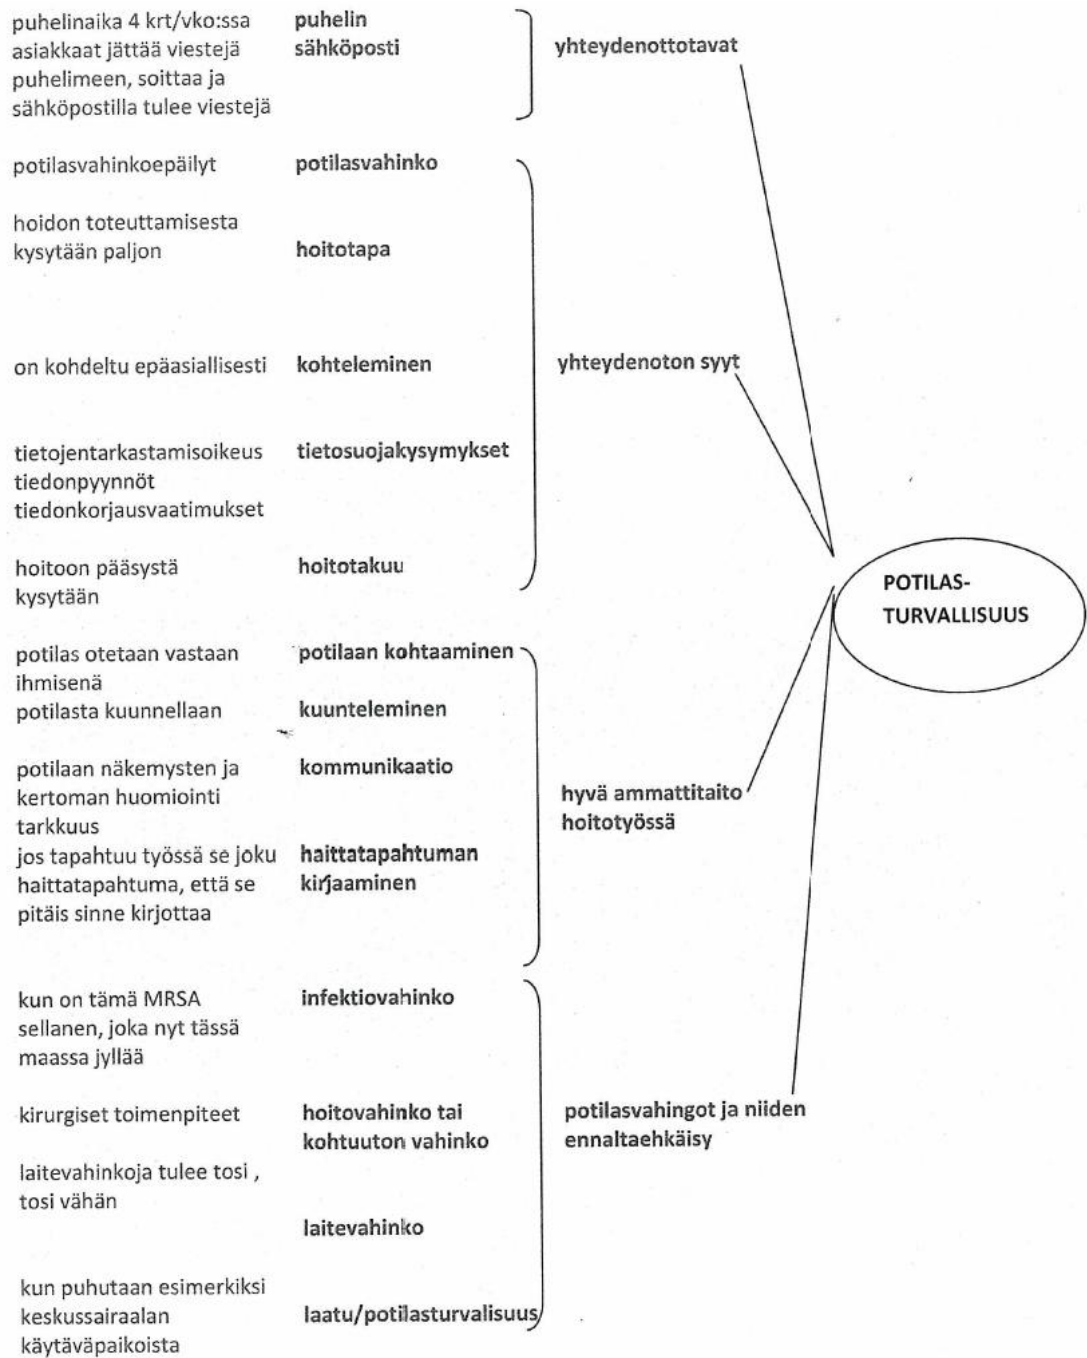 puhelinaika 4 krt/vko:ssa
asiakkaat jättää viestejä
puhelimeen, soittaa ja
sähköpostilla tulee viestejä
puhelin
sähköposti
yhteydenottotavat
potilasvahinkoepäilyt
potilasvahinko
hoidon toteuttamisesta
kysytään paljon
hoitotapa
on kohdeltu epäasiallisesti
kohteleminen
yhteydenoton syyt
tietojentarkastamisoikeus
tiedonpyynnöt
tiedonkorjausvaatimukset
tietosuojakysymykset
hoitoon pääsystä
kysytään
hoitotakuu
POTILAS-
TURVALLISUUS
potilas otetaan vastaan
ihmisenä
potilaan kohtaaminen
potilasta kuunnellaan
kuunteleminen
potilaan näkemysten ja
kertoman huomiointi
tarkkuus
kommunikaatio
hyvä ammattitaito
hoitotyössä
jos tapahtuu työssä se joku
haittatapahtuma, että se
pitäis sinne kirjottaa
haittatapahtuman
kirjaaminen
kun on tämä MRSA
sellanen, joka nyt tässä
maassa jyllää
infektiovahinko
kirurgiset toimenpiteet
hoitovahinko tai
kohtuuton vahinko
potilasvahingot ja niiden
ennaltaehkäisy
laitevahinkoja tulee tosi ,
tosi vähän
laitevahinko
kun puhutaan esimerkiksi
keskussairaalan
käytäväpaikoista
laatu/potilasturvalisuus